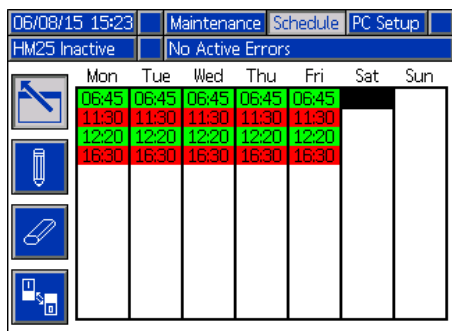 06/08/15 15:23 Maintenance Schedule PC Setup
HM25 Inactive No Active Errors
Mon Tue Wed Thu Fri Sat Sun
06:45 06:45 06:45 06:45 06:45
11:30 11:30 11:30 11:30 11:30
12:20 12:20 12:20 12:20 12:20
16:30 16:30 16:30 16:30 16:30